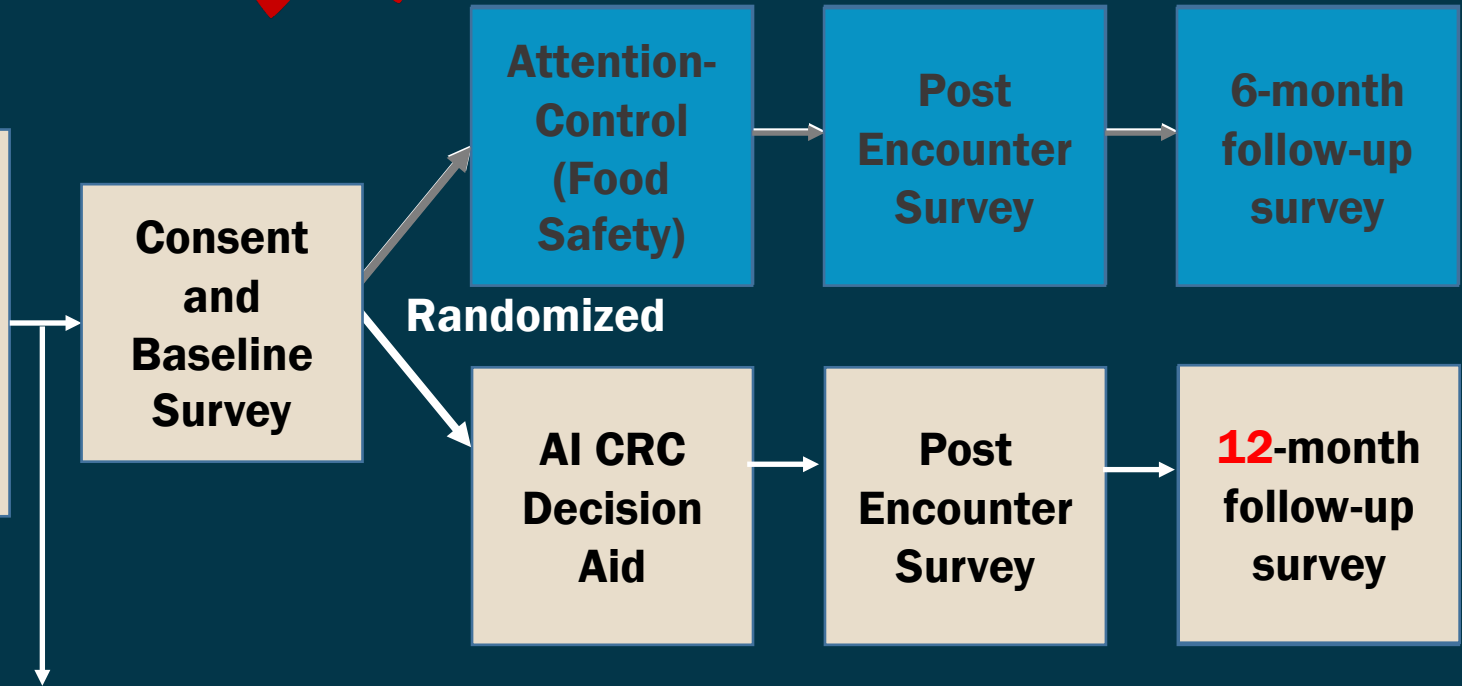 Consent
and
Baseline
Survey
Randomized
Attention-
Control
(Food
Safety)
Post
Encounter
Survey
6-month
follow-up
survey
AI CRC
Decision
Aid
Post
Encounter
Survey
12-month
follow-up
survey